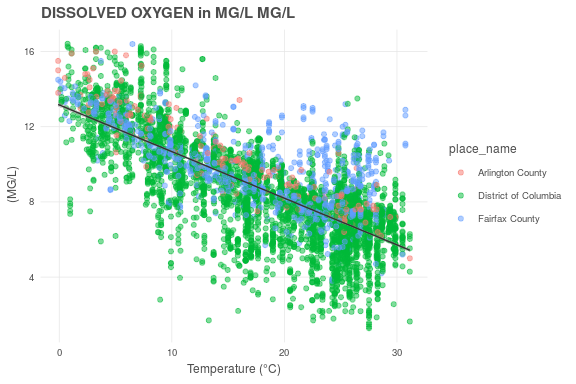 DISSOLVED OXYGEN in MG/L MG/L
16
12
8
4
(MG/L)
0
10
20
30
Temperature (°C)
place_name
Arlington County
District of Columbia
Fairfax County